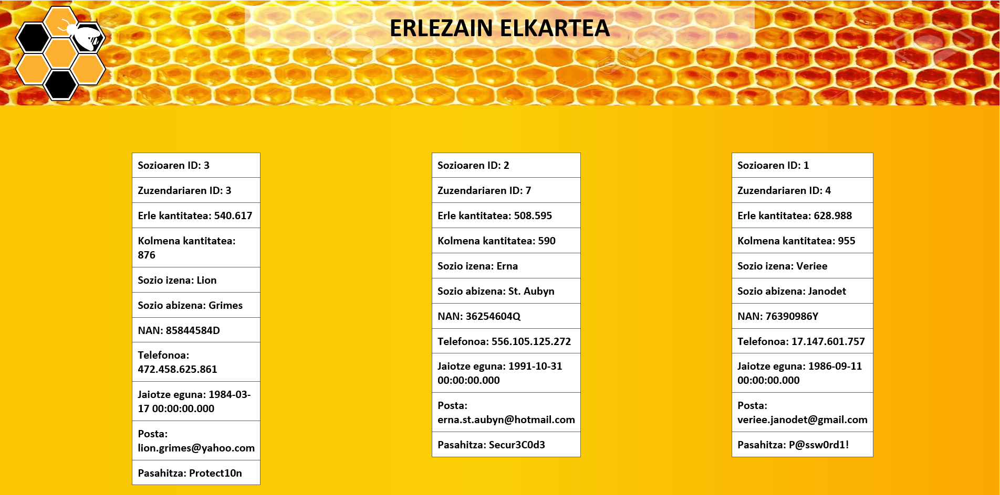 ERLEZAIN ELKARTEA
Sozioaren ID: 3
Zuzendariaren ID: 3
Erle kantitatea: 540.617
Kolmena kantitatea:
876
Sozio izena: Lion
Sozio abizena: Grimes
NAN: 85844584D
Telefonoa:
472.458.625.861
Jaiotze eguna: 1984-03-
17 00:00:00.000
Posta:
lion.grimes@yahoo.com
Pasahitza: Protect10n
Sozioaren ID: 2
Zuzendariaren ID: 7
Erle kantitatea: 508.595
Kolmena kantitatea: 590
Sozio izena: Erna
Sozio abizena: St. Aubyn
NAN: 36254604Q
Telefonoa: 556.105.125.272
Jaiotze eguna: 1991-10-31
00:00:00.000
Posta:
erna.st.aubyn@hotmail.com
Pasahitza: Secur3C0d3
Sozioaren ID: 1
Zuzendariaren ID: 4
Erle kantitatea: 628.988
Kolmena kantitatea: 955
Sozio izena: Veriee
Sozio abizena: Janodet
NAN: 76390986Y
Telefonoa: 17.147.601.757
Jaiotze eguna: 1986-09-11
00:00:00.000
Posta:
veriee.janodet@gmail.com
Pasahitza: P@ssw0rd1!